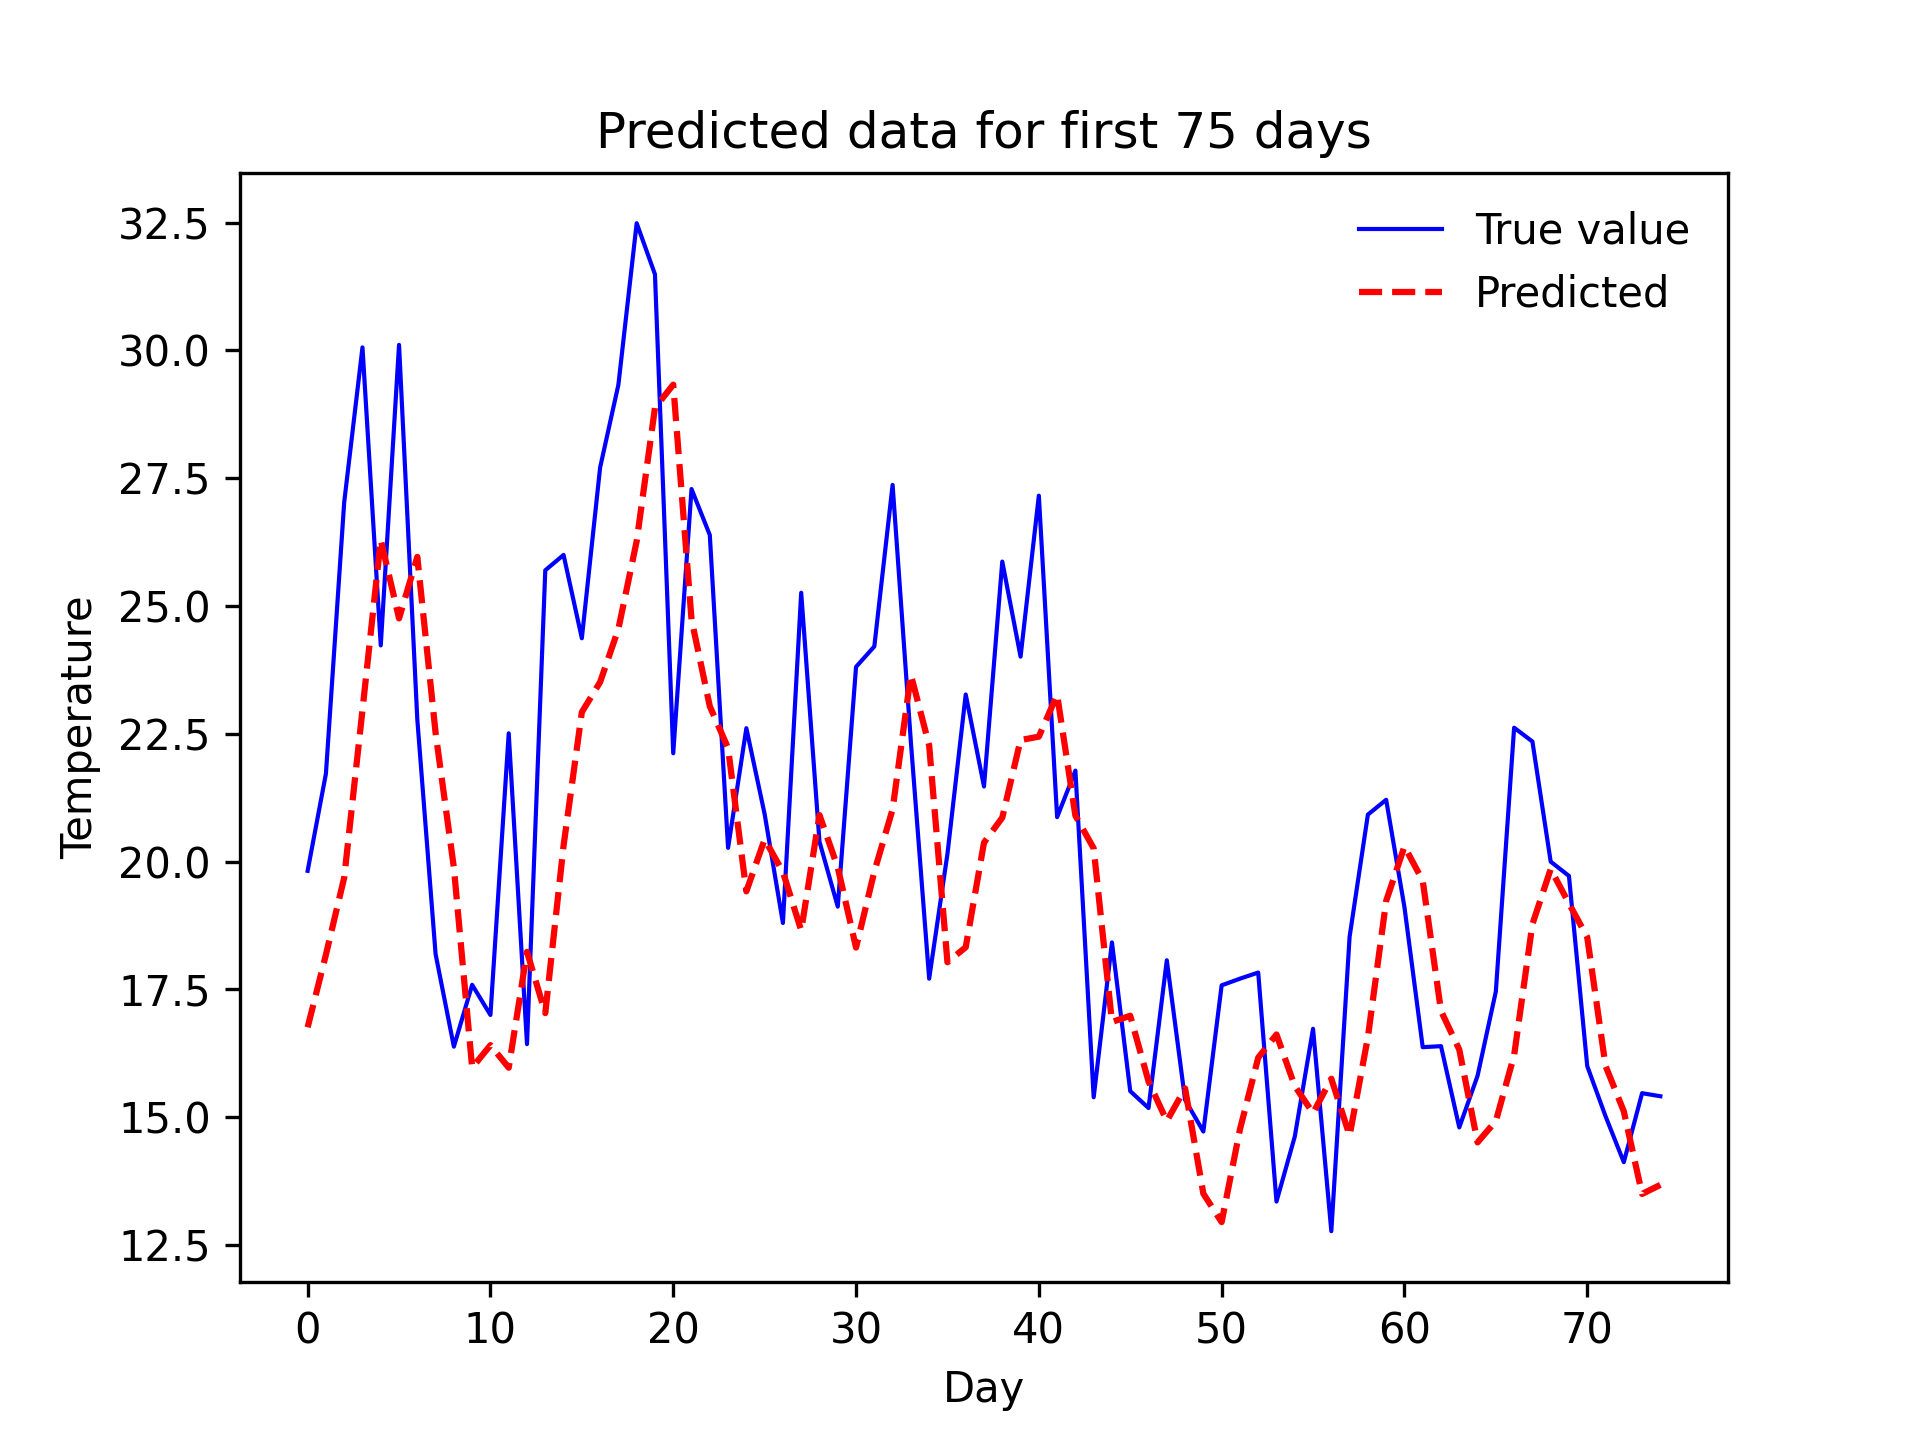 Predicted data for first 75 days
True value
Predicted
32.5
30.0
27.5
25.0
22.5
20.0
17.5
15.0
12.5
Temperature
0 10 20 30 40 50 60 70
Day